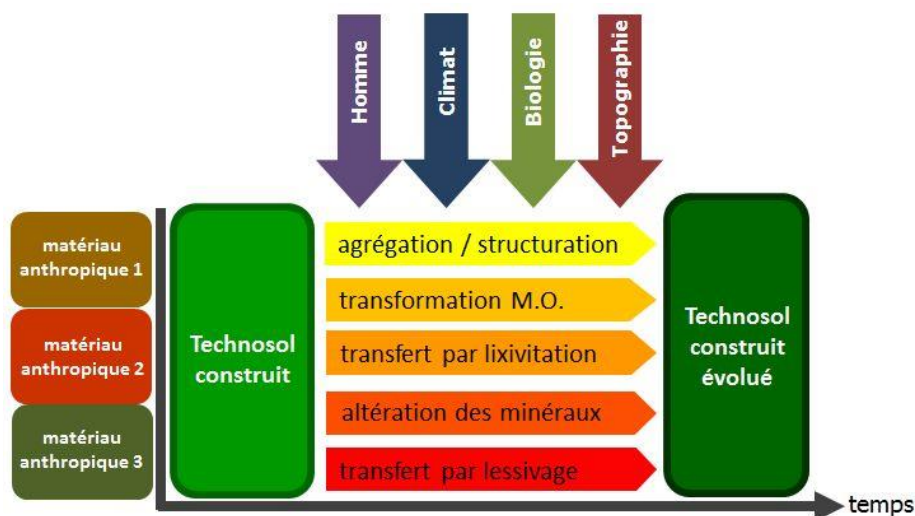 Homme
Climat
Biologie
Topographie
matériau
anthropique 1
matériau
anthropique 2
matériau
anthropique 3
Technosol
construit
agrégation / structuration
transformation M.O.
transfert par lixivitation
altération des minéraux
transfert par lessivage
Technosol
construit
évolué
temps